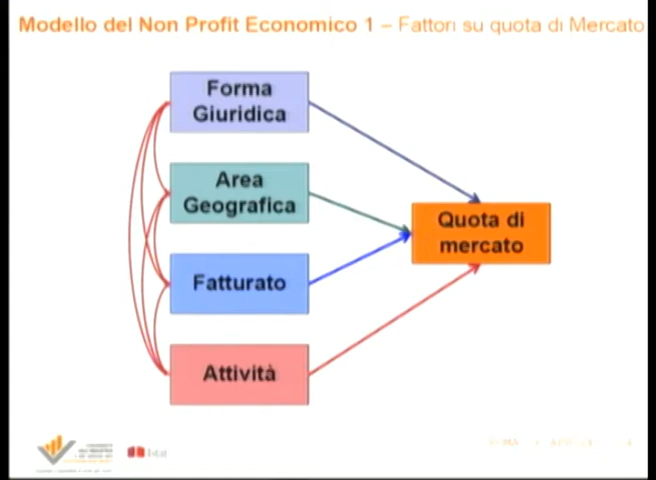 Modello del Non Profit Economico 1 – Fattori su quota di Mercato
Forma
Giuridica
Area
Geografica
Fatturato
Attività
Quota di
mercato
Istat